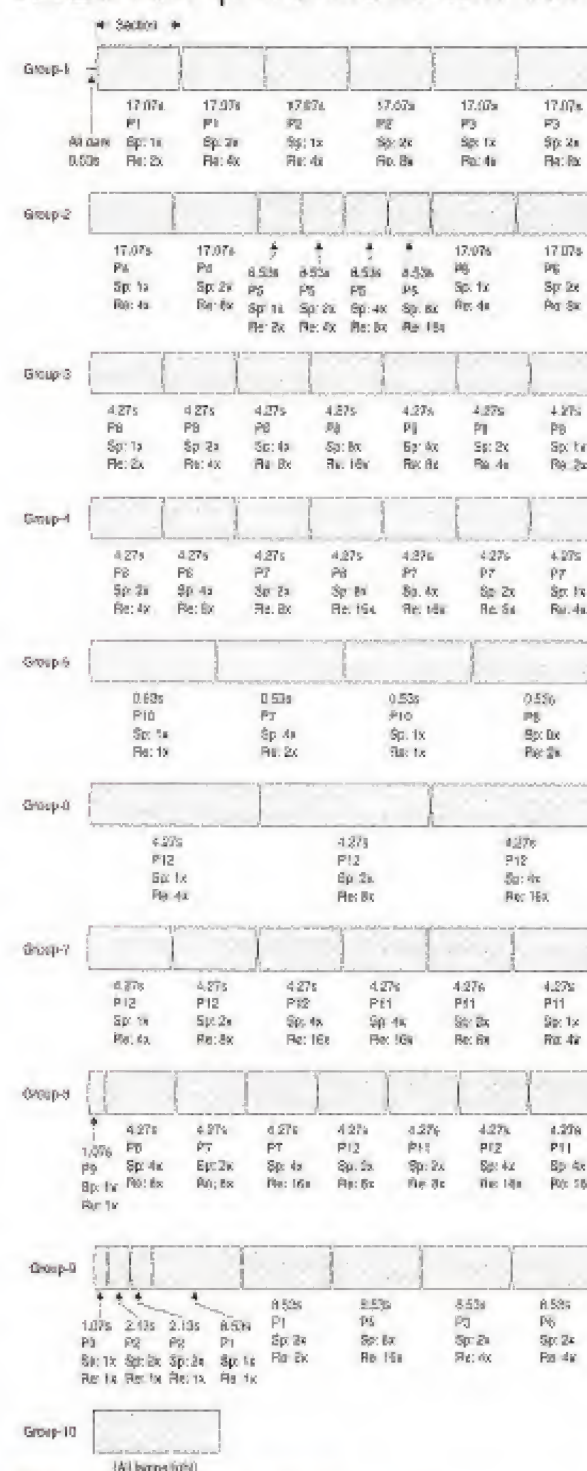 Section
Group-1
17.07s 17.07s 17.07s 17.07s 17.07s 17.07s
P1 P1 P2 P2 P3 P3
All dark Sp: 1x Sp: 2x Sp: 1x Sp: 2x Sp: 1x Sp: 2x
0.53s Re: 2x Re: 4x Re: 4x Re: 8x Re: 4x Re: 8x
Group-2
17.07s 17.07s 17.07s 17.07s
P4 P4 8.53s 8.53s 8.53s 8.53s P6 P6
Sp: 1x Sp: 2x P5 P5 P5 P5 Sp: 1x Sp: 2x
Re: 4x Re: 8x Sp: 1x Sp: 2x Sp: 4x Sp: 8x Re: 4x Re: 8x
Re: 2x Re: 4x Re: 8x Re: 16x
Group-3
4.27s 4.27s 4.27s 4.27s 4.27s 4.27s 4.27s
Sp: 1x Sp: 2x Sp: 4x Sp: 8x Sp: 4x Sp: 2x Sp: 1x
Re: 2x Re: 4x Re: 8x Re: 16x Re: 8x Re: 4x Re: 2x
Group-4
4.27s 4.27s 4.27s 4.27s 4.27s 4.27s 4.27s
P7 P7 P7 P7
Sp: 2x Sp: 4x Sp: 2x Sp: 8x Sp: 4x Sp: 2x Sp: 1x
Re: 4x Re: 8x Re: 8x Re: 16x Re: 16x Re: 4x
Group-5
0.53s 0.53s 0.53s 0.53s
P10 P7 P10
Sp: 1x Sp: 4x Sp: 1x Sp: 8x
Re: 1x Re: 2x Re: 1x Re: 2x
4.27s 4.27s 4.27s
P12 P12 P12
Sp: 1x Sp: 2x Sp: 4x
Re: 4x Re: 8x Re: 16x
Group-7
4.27s 4.27s 4.27s 4.27s 4.27s 4.27s
P12 P12 P12 P11 P11 P11
Sp: 1x Sp: 2x Sp: 4x Sp: 4x Sp: 2x Sp: 1x
Re: 4x Re: 8x Re: 16x Re: 16x Re: 8x Re: 4x
4.27s 4.27s 4.27s 4.27s 4.27s 4.27s 4.27s
1.07s P7 P7 P12 P11 P12 P11
P9 Sp: 4x Sp: 2x Sp: 4x Sp: 2x Sp: 2x Sp: 4x Sp: 4x
Sp: 1x Re: 8x Re: 8x Re: 16x Re: 8x Re: 8x Re: 16x
Re: 1x
Group-9
8.53s 8.53s 8.53s 8.53s
1.07s 2.13s 2.13s 8.53s P1 P5 P3 P6
P3 P2 P2 P1 Sp: 2x Sp: 8x Sp: 2x Sp: 2x
Sp: 1x Sp: 2x Sp: 2x Sp: 1x Re: 2x Re: 16x Re: 4x Re: 4x
Re: 1x Re: 1x Re: 1x Re: 1x
Group-10
(All lamps light)